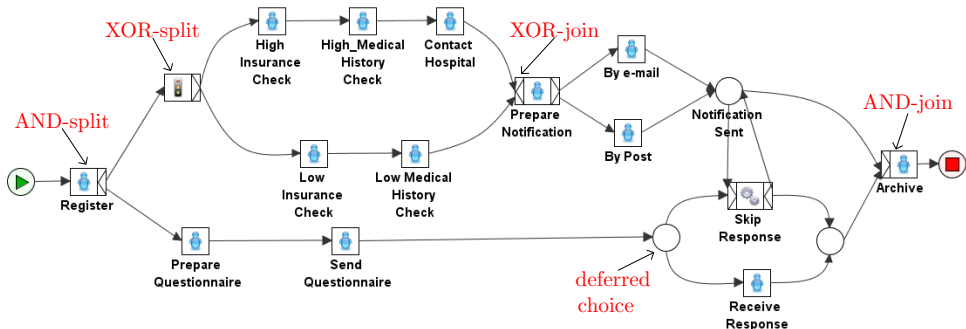 XOR-split
XOR-join
High
Insurance
Check
High_Medical
History
Check
Contact
Hospital
By e-mail
AND-split
Prepare
Notification
Notification
Sent
AND-join
By Post
Register
Low
Insurance
Check
Low Medical
History
Check
Archive
Skip
Response
Prepare
Questionnaire
Send
Questionnaire
deferred
choice
Receive
Response